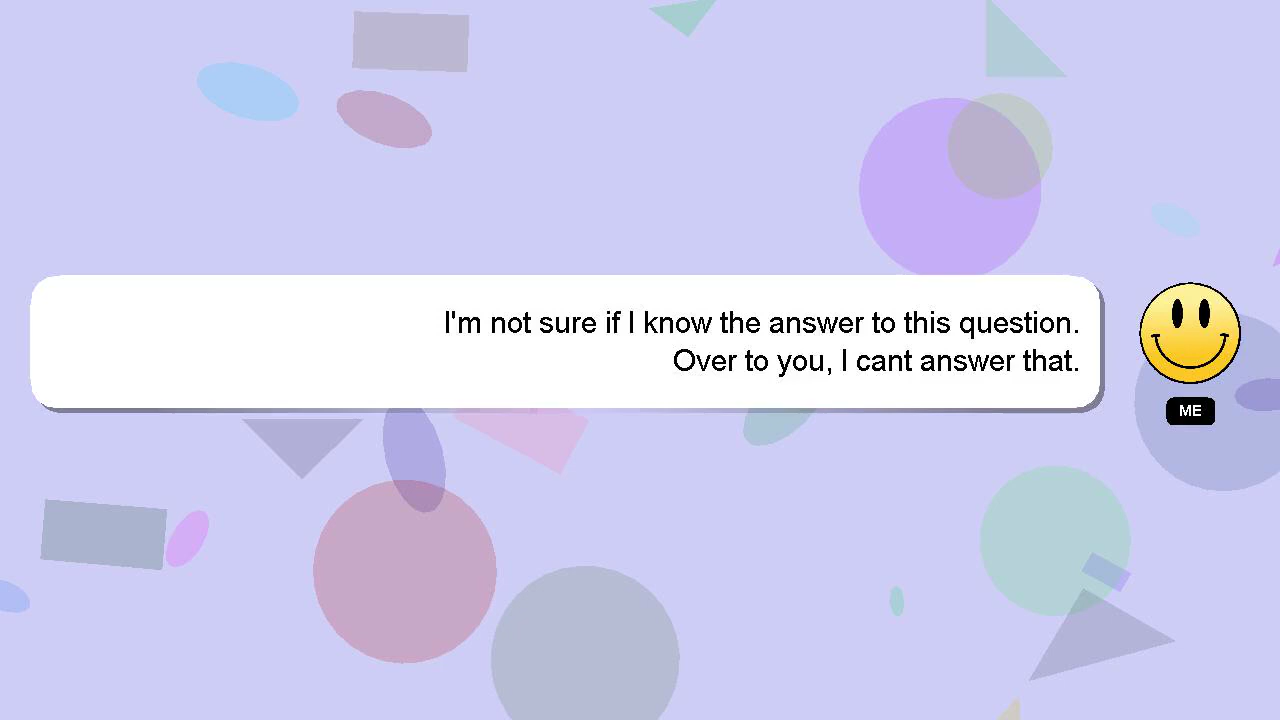 I'm not sure if I know the answer to this question.
Over to you, I cant answer that.
ME